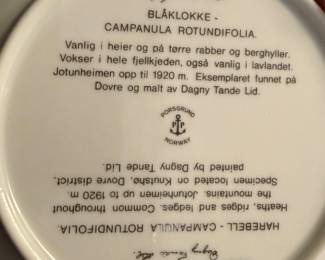 BLÅKLOKKE -
CAMPANULA ROTUNDIFOLIA.
Vanlig i heier og på tørre rabber og berghyller.
Vokser i hele fjellkjeden, også vanlig i lavlandet.
Jotunheimen opp til 1920 m. Eksemplaret funnet på
Dovre og malt av Dagny Tande Lid.
PORSGRUND
P P
NORWAY
HAREBELL - CAMPANULA ROTUNDIFOLIA.
Heaths, ridges, and ledges. Common throughout
the mountains. Jotunheimen up to 1920 m.
Specimen located on Knutshø, Dovre district,
painted by Dagny Tande Lid.
Dagny Tande Lid.